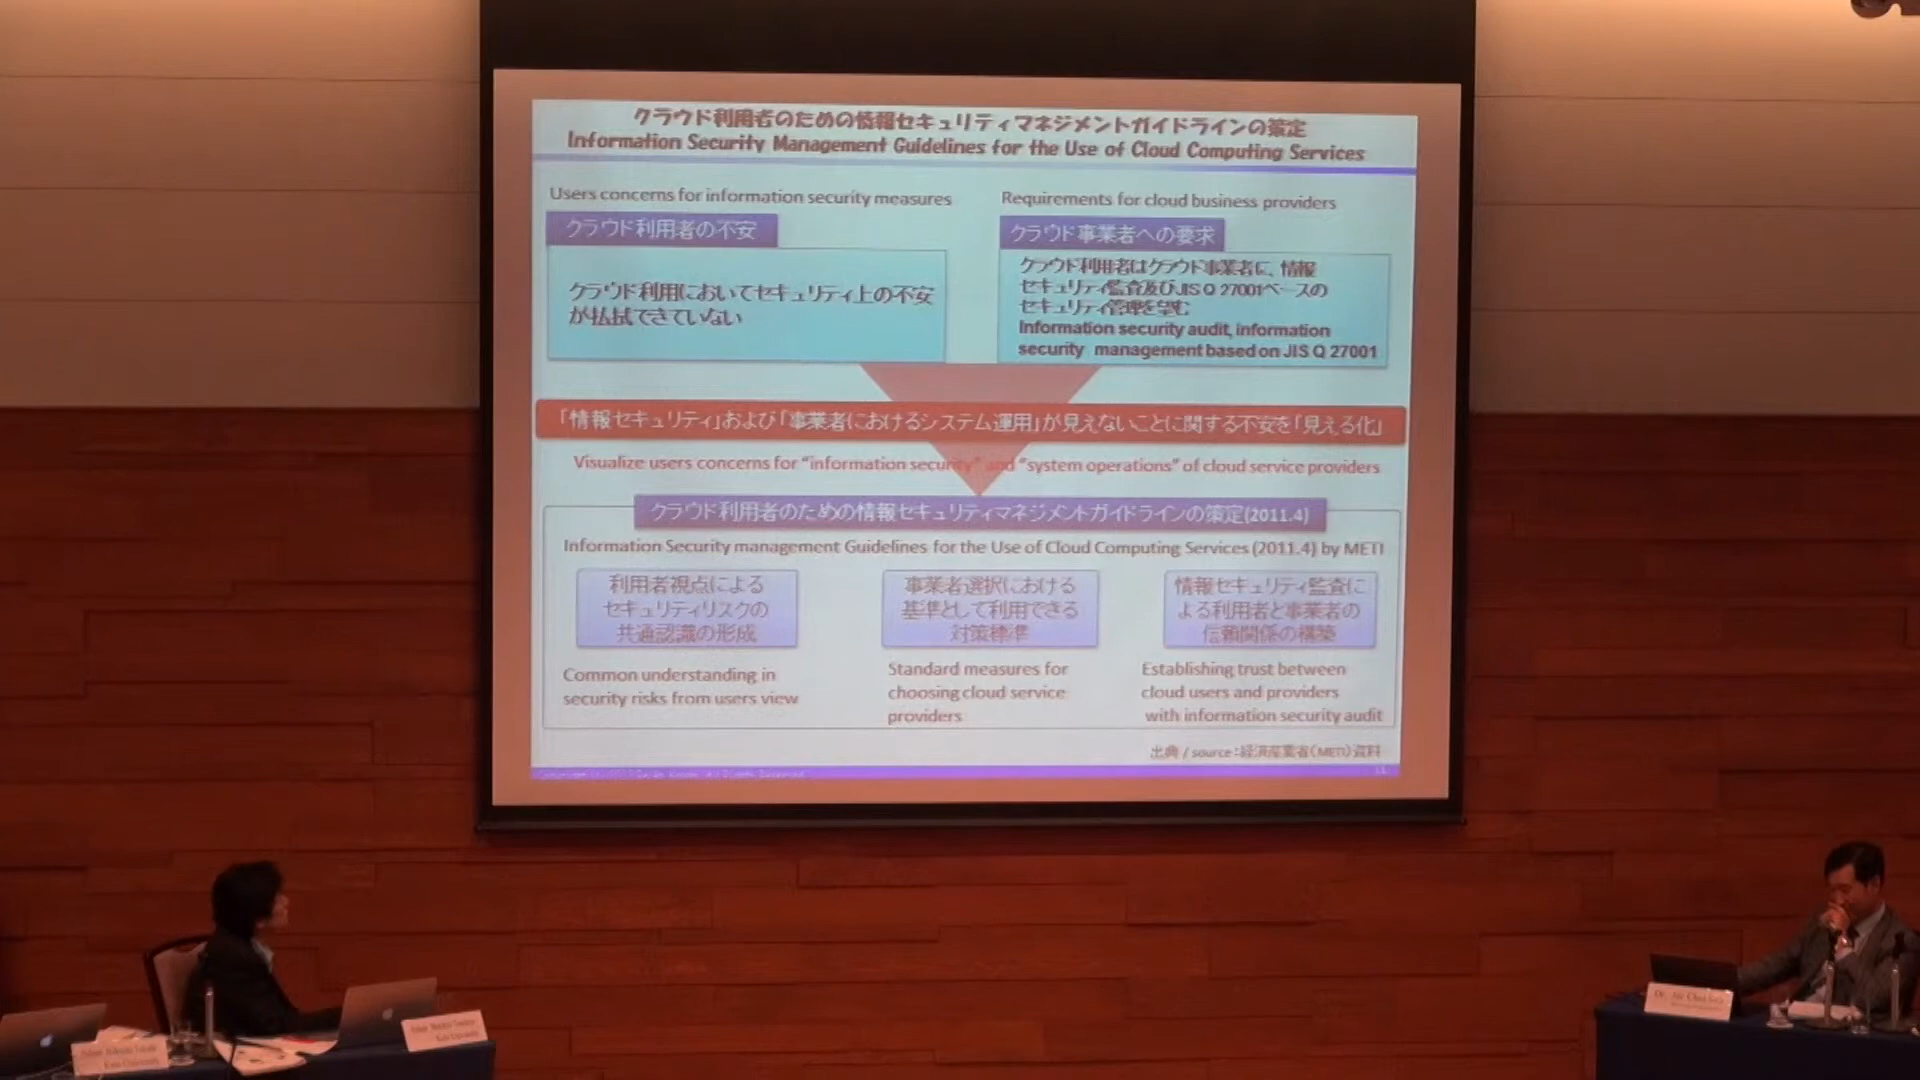 クラウド利用者のための情報セキュリティマネジメントガイドラインの策定
Information Security Management Guidelines for the Use of Cloud Computing Services
Users concerns for information security measures
クラウド利用者の不安
クラウド利用においてセキュリティ上の不安
が払拭できていない
Requirements for cloud business providers
クラウド事業者への要求
クラウド利用者はクラウド事業者に、情報
セキュリティ監査及びJIS Q 27001ベースの
セキュリティ管理を望む
Information security audit, information
security management based on JIS Q 27001
「情報セキュリティ」および「事業者におけるシステム運用」が見えないことに関する不安を「見える化」
Visualize users concerns for “information security” and “system operations” of cloud service providers
クラウド利用者のための情報セキュリティマネジメントガイドラインの策定(2011.4)
Information Security management Guidelines for the Use of Cloud Computing Services (2011.4) by METI
利用者視点による
セキュリティリスクの
共通認識の形成
Common understanding in
security risks from users view
事業者選択における
基準として利用できる
対策標準
Standard measures for
choosing cloud service
providers
情報セキュリティ監査に
よる利用者と事業者の
信頼関係の構築
Establishing trust between
cloud users and providers
with information security audit
出典 / source：経済産業省（METI）資料
All Rights Reserved
Dr.